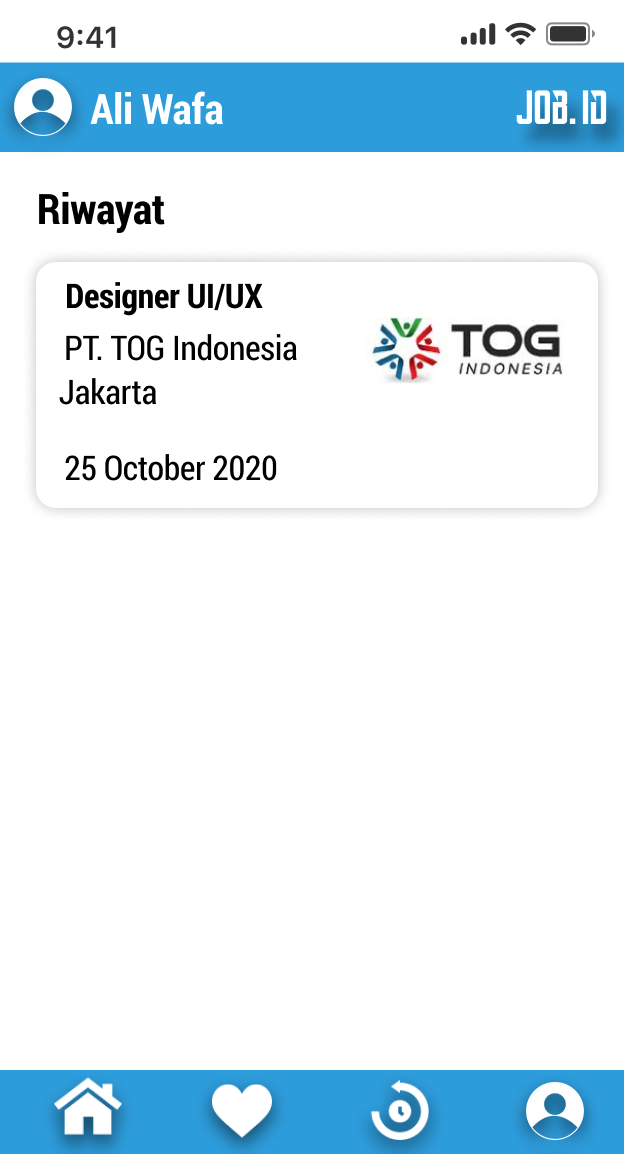 9:41
Ali Wafa
JOB.ID
Riwayat
Designer UI/UX
PT. TOG Indonesia
TOG
INDONESIA
Jakarta
25 October 2020